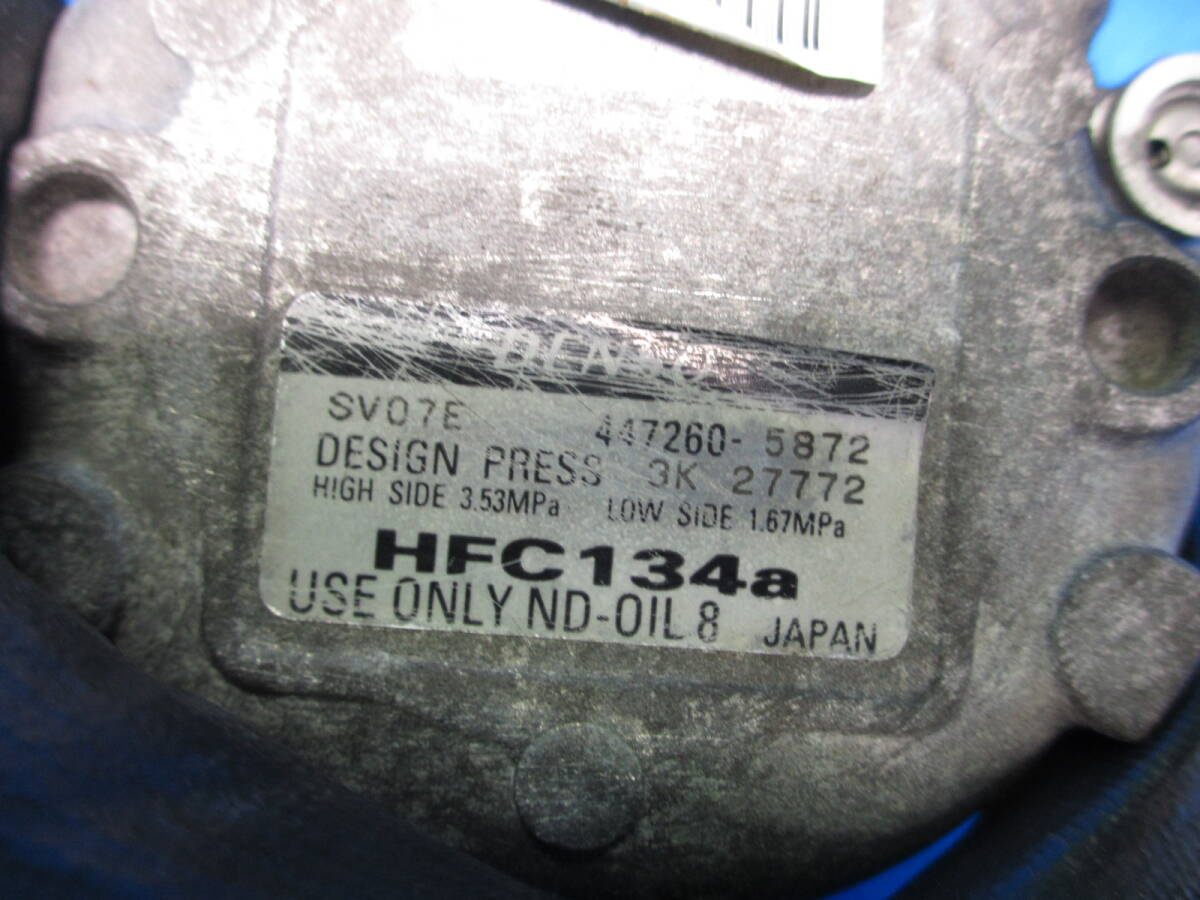 DENSO
SV07E 447260-5872
DESIGN PRESS 3K 27772
HIGH SIDE 3.53MPa LOW SIDE 1.67MPa
HFC134a
USE ONLY ND-OIL 8 JAPAN